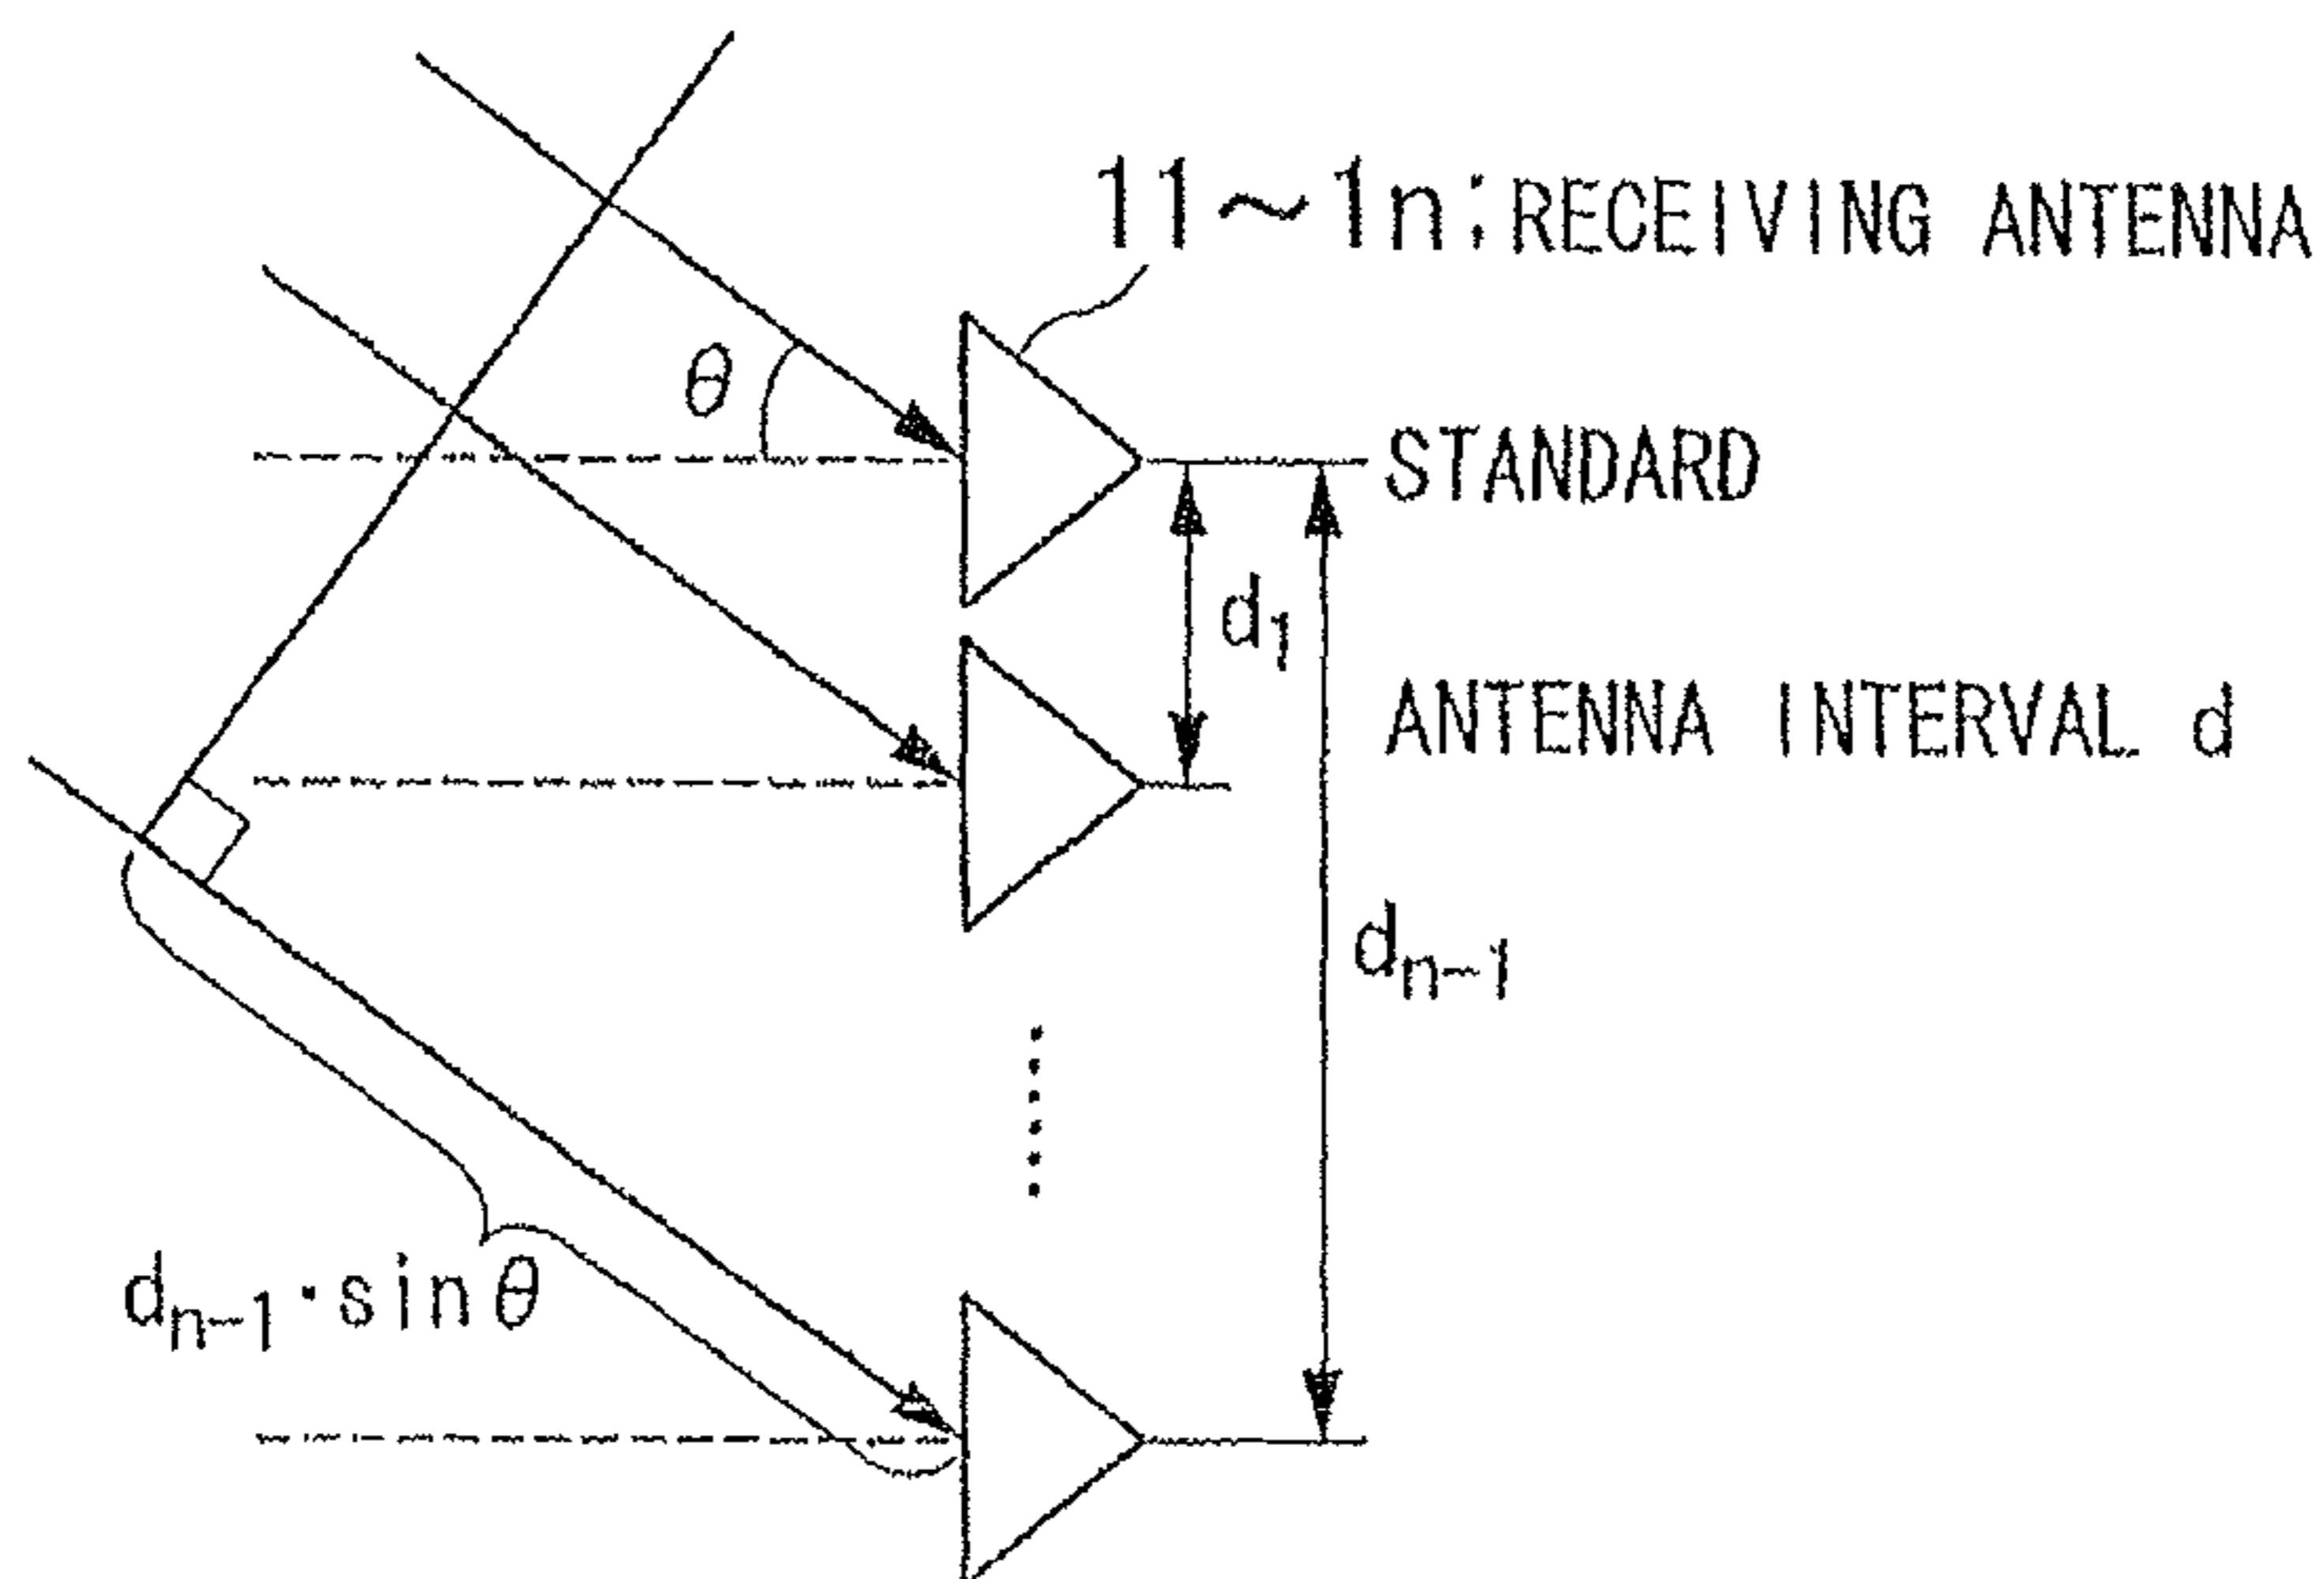 11~1n:RECEIVING ANTENNA
θ
STANDARD
d₁
ANTENNA INTERVAL d
dₙ₋₁
dₙ₋₁·sinθ